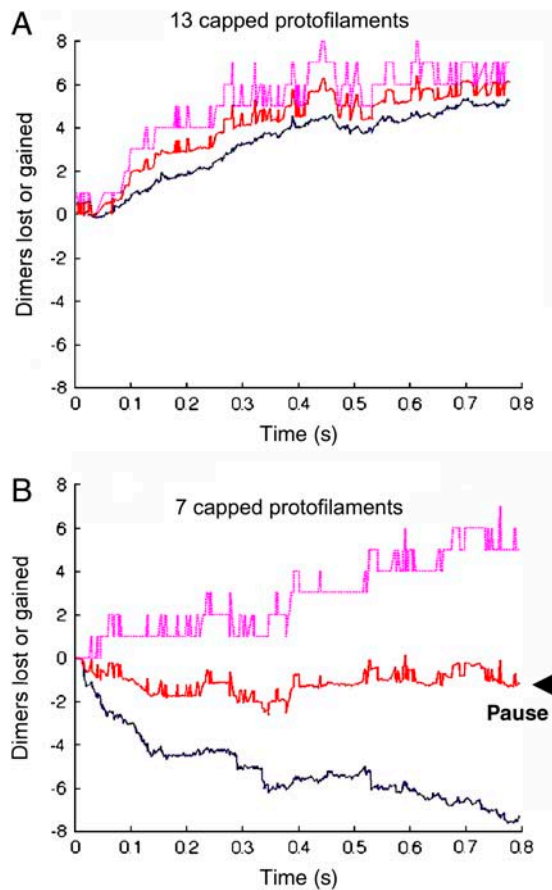 A
13 capped protofilaments
Dimers lost or gained
8
6
4
2
0
-2
-4
-6
-8
0 0.1 0.2 0.3 0.4 0.5 0.6 0.7 0.8
Time (s)
B
7 capped protofilaments
Dimers lost or gained
8
6
4
2
0
-2
-4
-6
-8
Pause
0 0.1 0.2 0.3 0.4 0.5 0.6 0.7 0.8
Time (s)